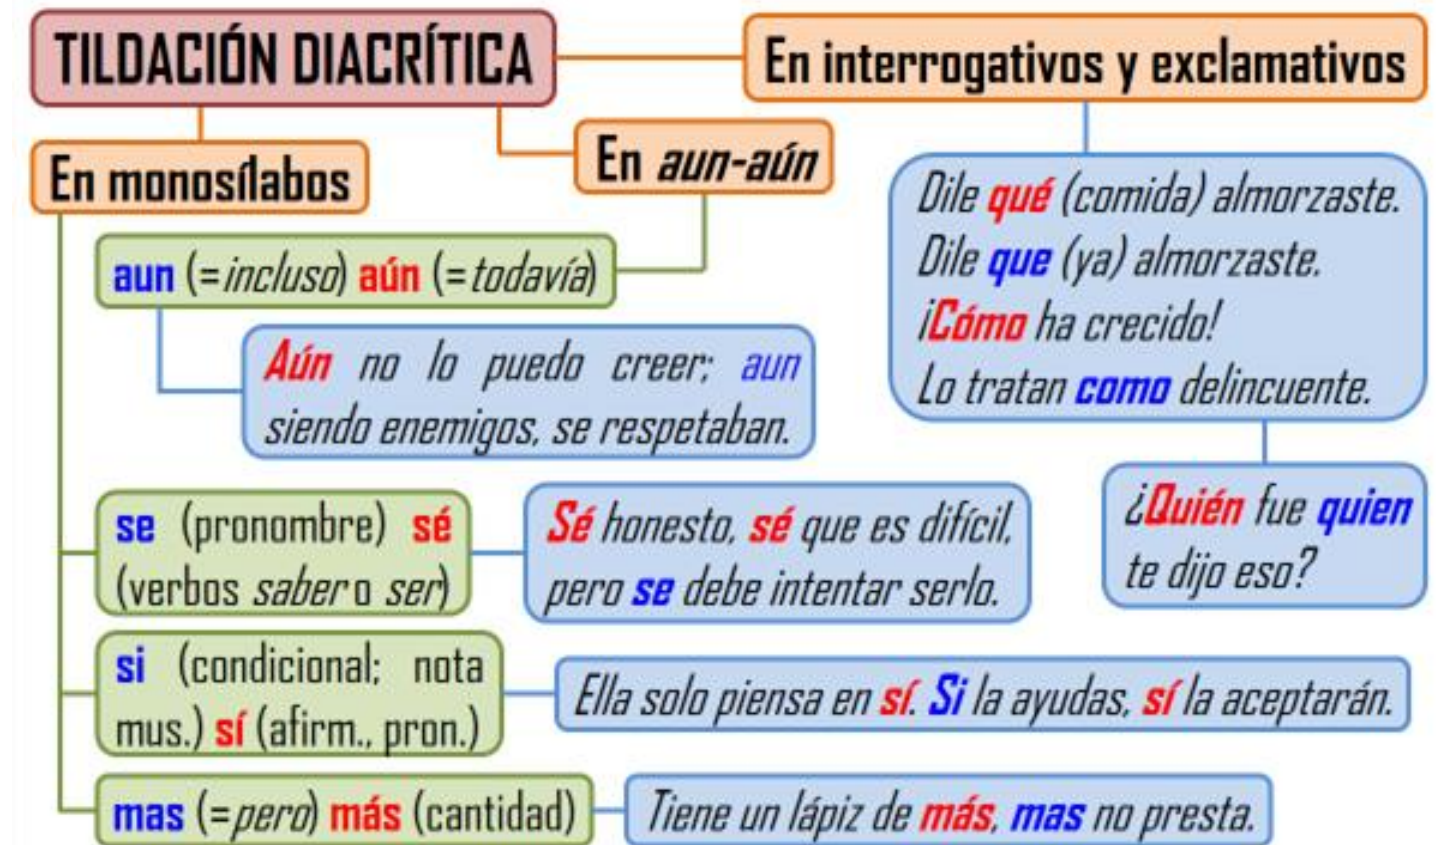 TILDACIÓN DIACRÍTICA
En interrogativos y exclamativos
En monosílabos
En aun-aún
aun (=incluso) aún (=todavía)
Aún no lo puedo creer; aun
siendo enemigos, se respetaban.
Dile qué (comida) almorzaste.
Dile que (ya) almorzaste.
¡Cómo ha crecido!
Lo tratan como delincuente.
¿Quién fue quien
te dijo eso?
se (pronombre) sé
(verbos saber o ser)
Sé honesto, sé que es difícil,
pero se debe intentar serlo.
si (condicional; nota
mus.) sí (afirm., pron.)
Ella solo piensa en sí. Si la ayudas, sí la aceptarán.
mas (=pero) más (cantidad)
Tiene un lápiz de más, mas no presta.